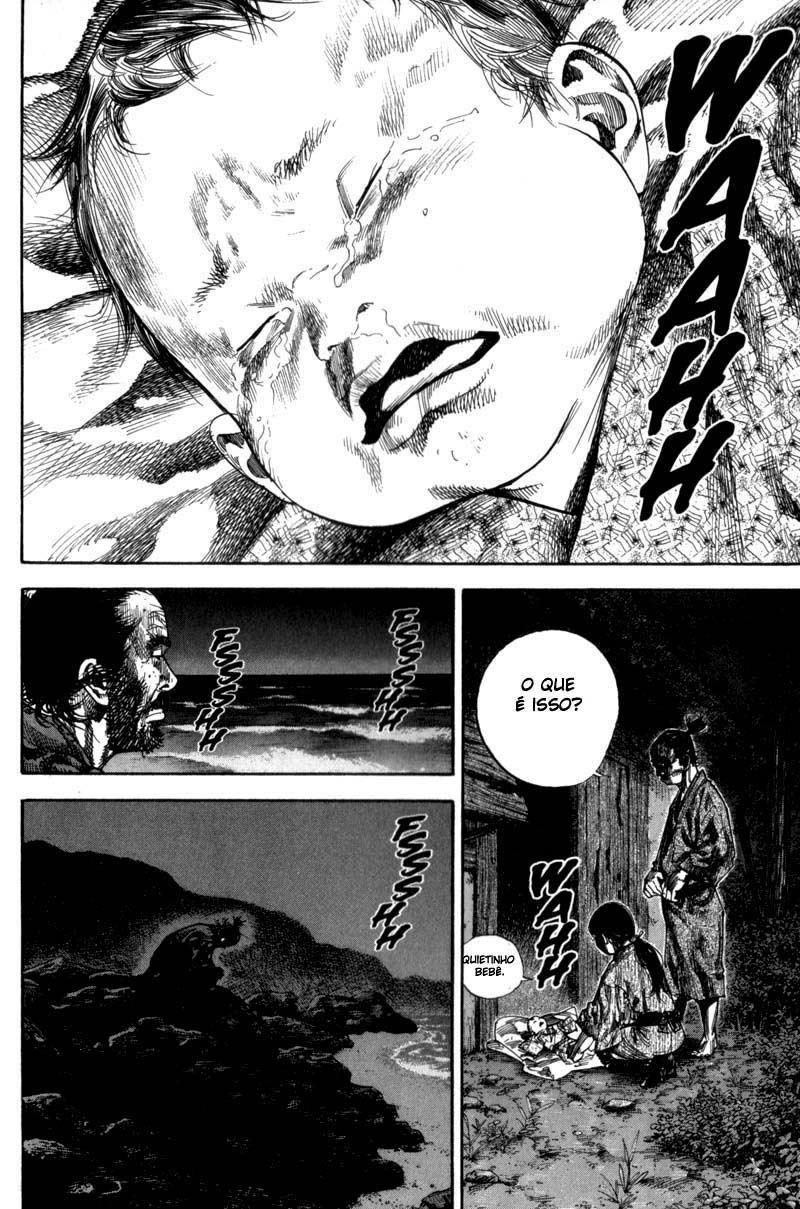 WAAHH
O QUE
É ISSO?
WAHH
QUIETINHO
BEBÊ.
FSSSHH
FSSSHH
FSSSHH